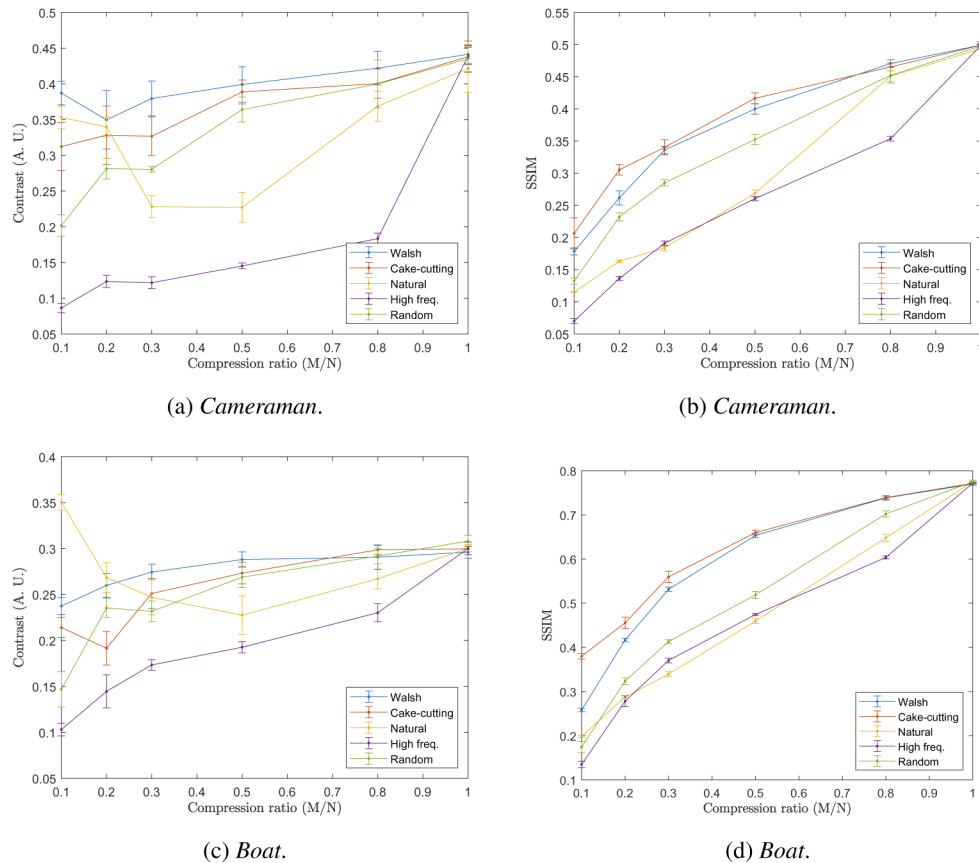 0.5
0.45
0.4
0.35
0.3
0.25
0.2
0.15
0.1
0.05
Contrast (A. U.)
0.1 0.2 0.3 0.4 0.5 0.6 0.7 0.8 0.9 1
Compression ratio (M/N)
Walsh
Cake-cutting
Natural
High freq.
Random
(a) Cameraman.
0.55
0.5
0.45
0.4
0.35
0.3
0.25
0.2
0.15
0.1
0.05
SSIM
0.1 0.2 0.3 0.4 0.5 0.6 0.7 0.8 0.9 1
Compression ratio (M/N)
Walsh
Cake-cutting
Natural
High freq.
Random
(b) Cameraman.
0.4
0.35
0.3
0.25
0.2
0.15
0.1
0.05
Contrast (A. U.)
0.1 0.2 0.3 0.4 0.5 0.6 0.7 0.8 0.9 1
Compression ratio (M/N)
Walsh
Cake-cutting
Natural
High freq.
Random
(c) Boat.
0.8
0.7
0.6
0.5
0.4
0.3
0.2
0.1
SSIM
0.1 0.2 0.3 0.4 0.5 0.6 0.7 0.8 0.9 1
Compression ratio (M/N)
Walsh
Cake-cutting
Natural
High freq.
Random
(d) Boat.